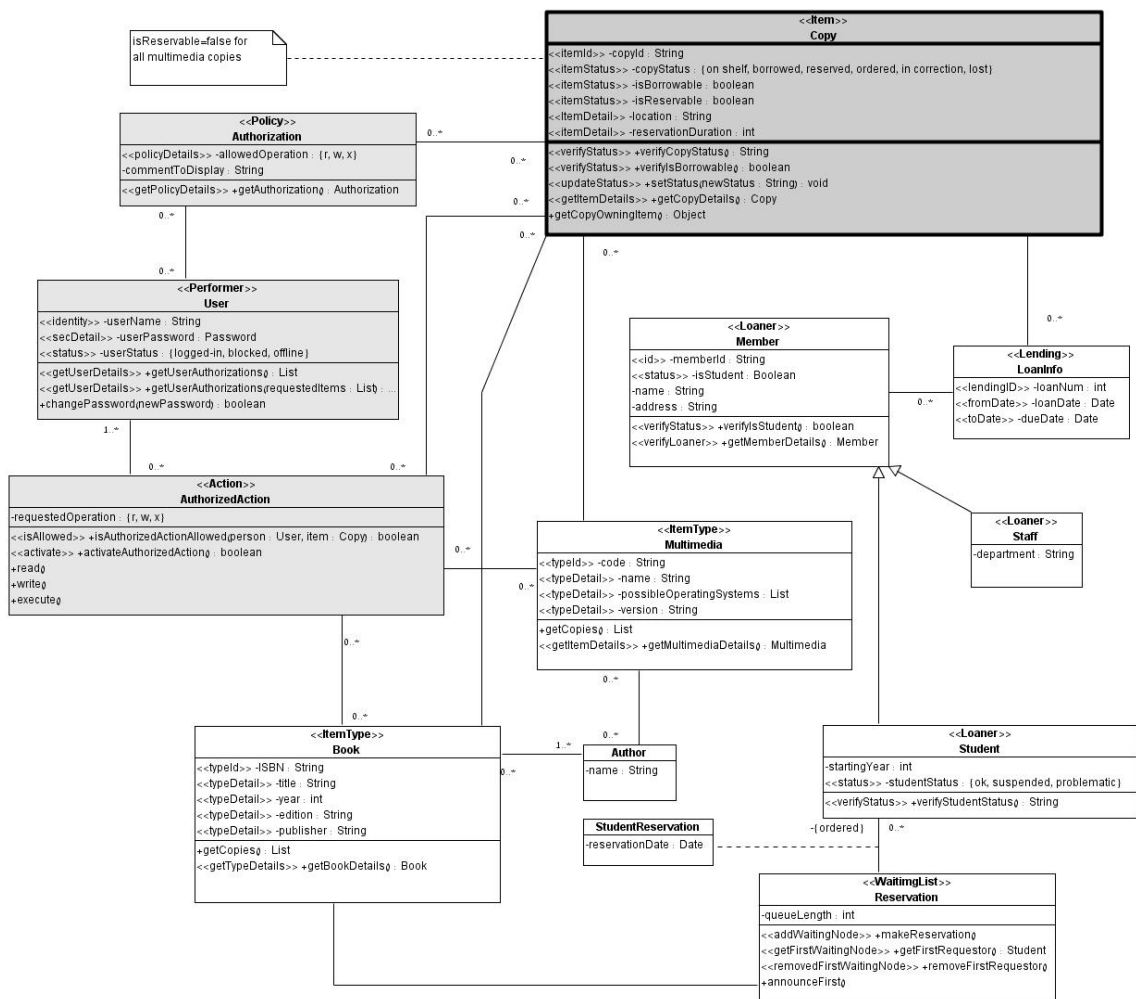 isReservable=false for
all multimedia copies
<<Item>>
Copy
<<itemId>> -copyId : String
<<itemStatus>> -copyStatus : {on shelf, borrowed, reserved, ordered, in correction, lost}
<<itemStatus>> -isBorrowable : boolean
<<itemStatus>> -isReservable : boolean
<<ItemDetail>> -location : String
<<itemDetail>> -reservationDuration : int
<<verifyStatus>> +verifyCopyStatus() : String
<<verifyStatus>> +verifyIsBorrowable() : boolean
<<updateStatus>> +setStatus(newStatus : String) : void
<<getItemDetails>> +getCopyDetails() : Copy
+getCopyOwningItem() : Object
<<Policy>>
Authorization
<<policyDetails>> -allowedOperation : {r, w, x}
-commentToDisplay : String
<<getPolicyDetails>> +getAuthorization() : Authorization
0..*
0..*
0..*
0..*
0..*
0..*
0..*
<<Performer>>
User
<<identity>> -userName : String
<<secDetail>> -userPassword : Password
<<status>> -userStatus : {logged-in, blocked, offline}
<<getUserDetails>> +getUserAuthorizations() : List
<<getUserDetails>> +getUserAuthorizations(requestedItems : List) : ...
+changePassword(newPassword) : boolean
1..*
0..*
0..*
<<Loaner>>
Member
<<id>> -memberId : String
<<status>> -isStudent : Boolean
-name : String
-address : String
<<verifyStatus>> +verifyIsStudent() : boolean
<<verifyLoaner>> +getMemberDetails() : Member
0..*
0..*
<<Lending>>
LoanInfo
<<lendingID>> -loanNum : int
<<fromDate>> -loanDate : Date
<<toDate>> -dueDate : Date
<<Action>>
AuthorizedAction
-requestedOperation : {r, w, x}
<<isAllowed>> +isAuthorizedActionAllowed(person : User, item : Copy) : boolean
<<activate>> +activateAuthorizedAction() : boolean
+read()
+write()
+execute()
0..*
0..*
0..*
0..*
<<ItemType>>
Multimedia
<<typeId>> -code : String
<<typeDetail>> -name : String
<<typeDetail>> -possibleOperatingSystems : List
<<typeDetail>> -version : String
+getCopies() : List
<<getItemDetails>> +getMultimediaDetails() : Multimedia
<<Loaner>>
Staff
-department : String
0..*
0..*
<<ItemType>>
Book
<<typeId>> -ISBN : String
<<typeDetail>> -title : String
<<typeDetail>> -year : int
<<typeDetail>> -edition : String
<<typeDetail>> -publisher : String
+getCopies() : List
<<getTypeDetails>> +getBookDetails() : Book
1..*
0..*
Author
-name : String
<<Loaner>>
Student
-startingYear : int
<<status>> -studentStatus : {ok, suspended, problematic}
<<verifyStatus>> +verifyStudentStatus() : String
-{ordered}
0..*
StudentReservation
-reservationDate : Date
<<WaitimgList>>
Reservation
-queueLength : int
<<addWaitingNode>> +makeReservation()
<<getFirstWaitingNode>> +getFirstRequestor() : Student
<<removedFirstWaitingNode>> +removeFirstRequestor()
+announceFirst()